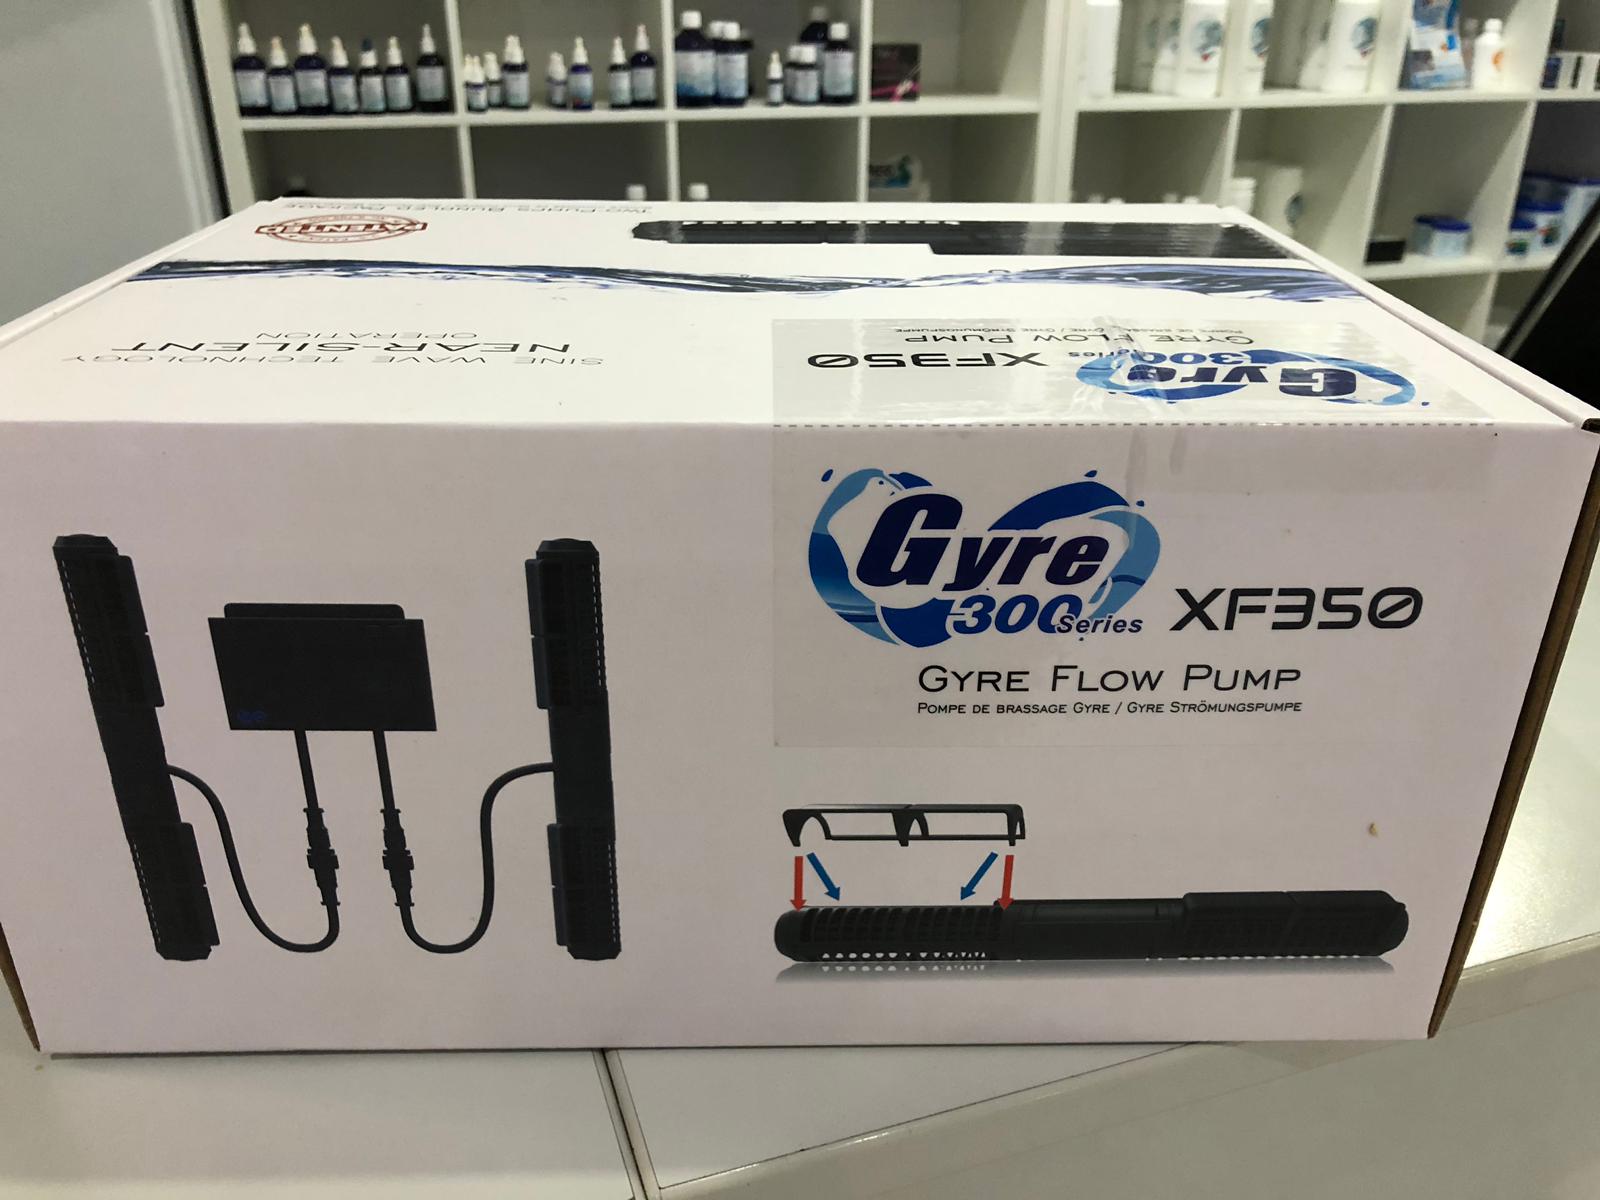 TWO PUMPS BUNDLED PACKAGE
PATENTED
SINE WAVE TECHNOLOGY
NEAR-SILENT
OPERATION
Gyre
300 Series
XF350
GYRE FLOW PUMP
POMPE DE BRASSAGE GYRE / GYRE STRÖMUNGSPUMPE
Gyre
300 Series
XF350
GYRE FLOW PUMP
POMPE DE BRASSAGE GYRE / GYRE STRÖMUNGSPUMPE